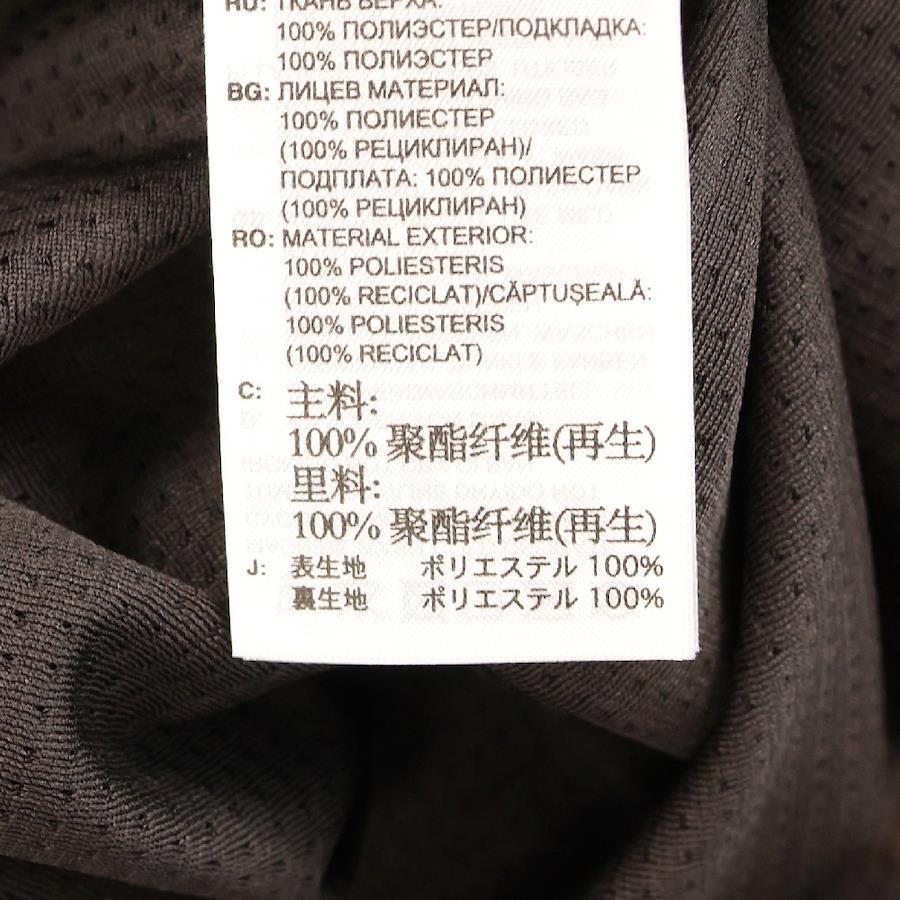 RU: ТКАНЬ ВЕРХА:
100% ПОЛИЭСТЕР/ПОДКЛАДКА:
100% ПОЛИЭСТЕР
BG: ЛИЦЕВ МАТЕРИАЛ:
100% ПОЛИЕСТЕР
(100% РЕЦИКЛИРАН)/
ПОДПЛАТА: 100% ПОЛИЕСТЕР
(100% РЕЦИКЛИРАН)
RO: MATERIAL EXTERIOR:
100% POLIESTERIS
(100% RECICLAT)/CĂPTUŞEALĂ:
100% POLIESTERIS
(100% RECICLAT)
C: 主料:
100% 聚酯纤维(再生)
里料:
100% 聚酯纤维(再生)
J: 表生地 ポリエステル 100%
裏生地 ポリエステル 100%